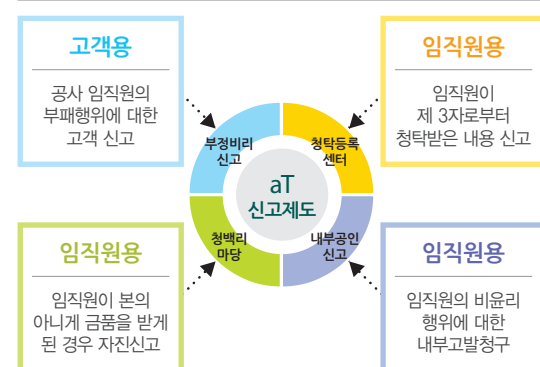 고객용
공사 임직원의
부패행위에 대한
고객 신고
임직원용
임직원이
제 3자로부터
청탁받은 내용 신고
부정비리
신고
청탁등록
센터
aT
신고제도
청백리
마당
내부공인
신고
임직원용
임직원이 본의
아니게 금품을 받게
된 경우 자진신고
임직원용
임직원의 비윤리
행위에 대한
내부고발청구